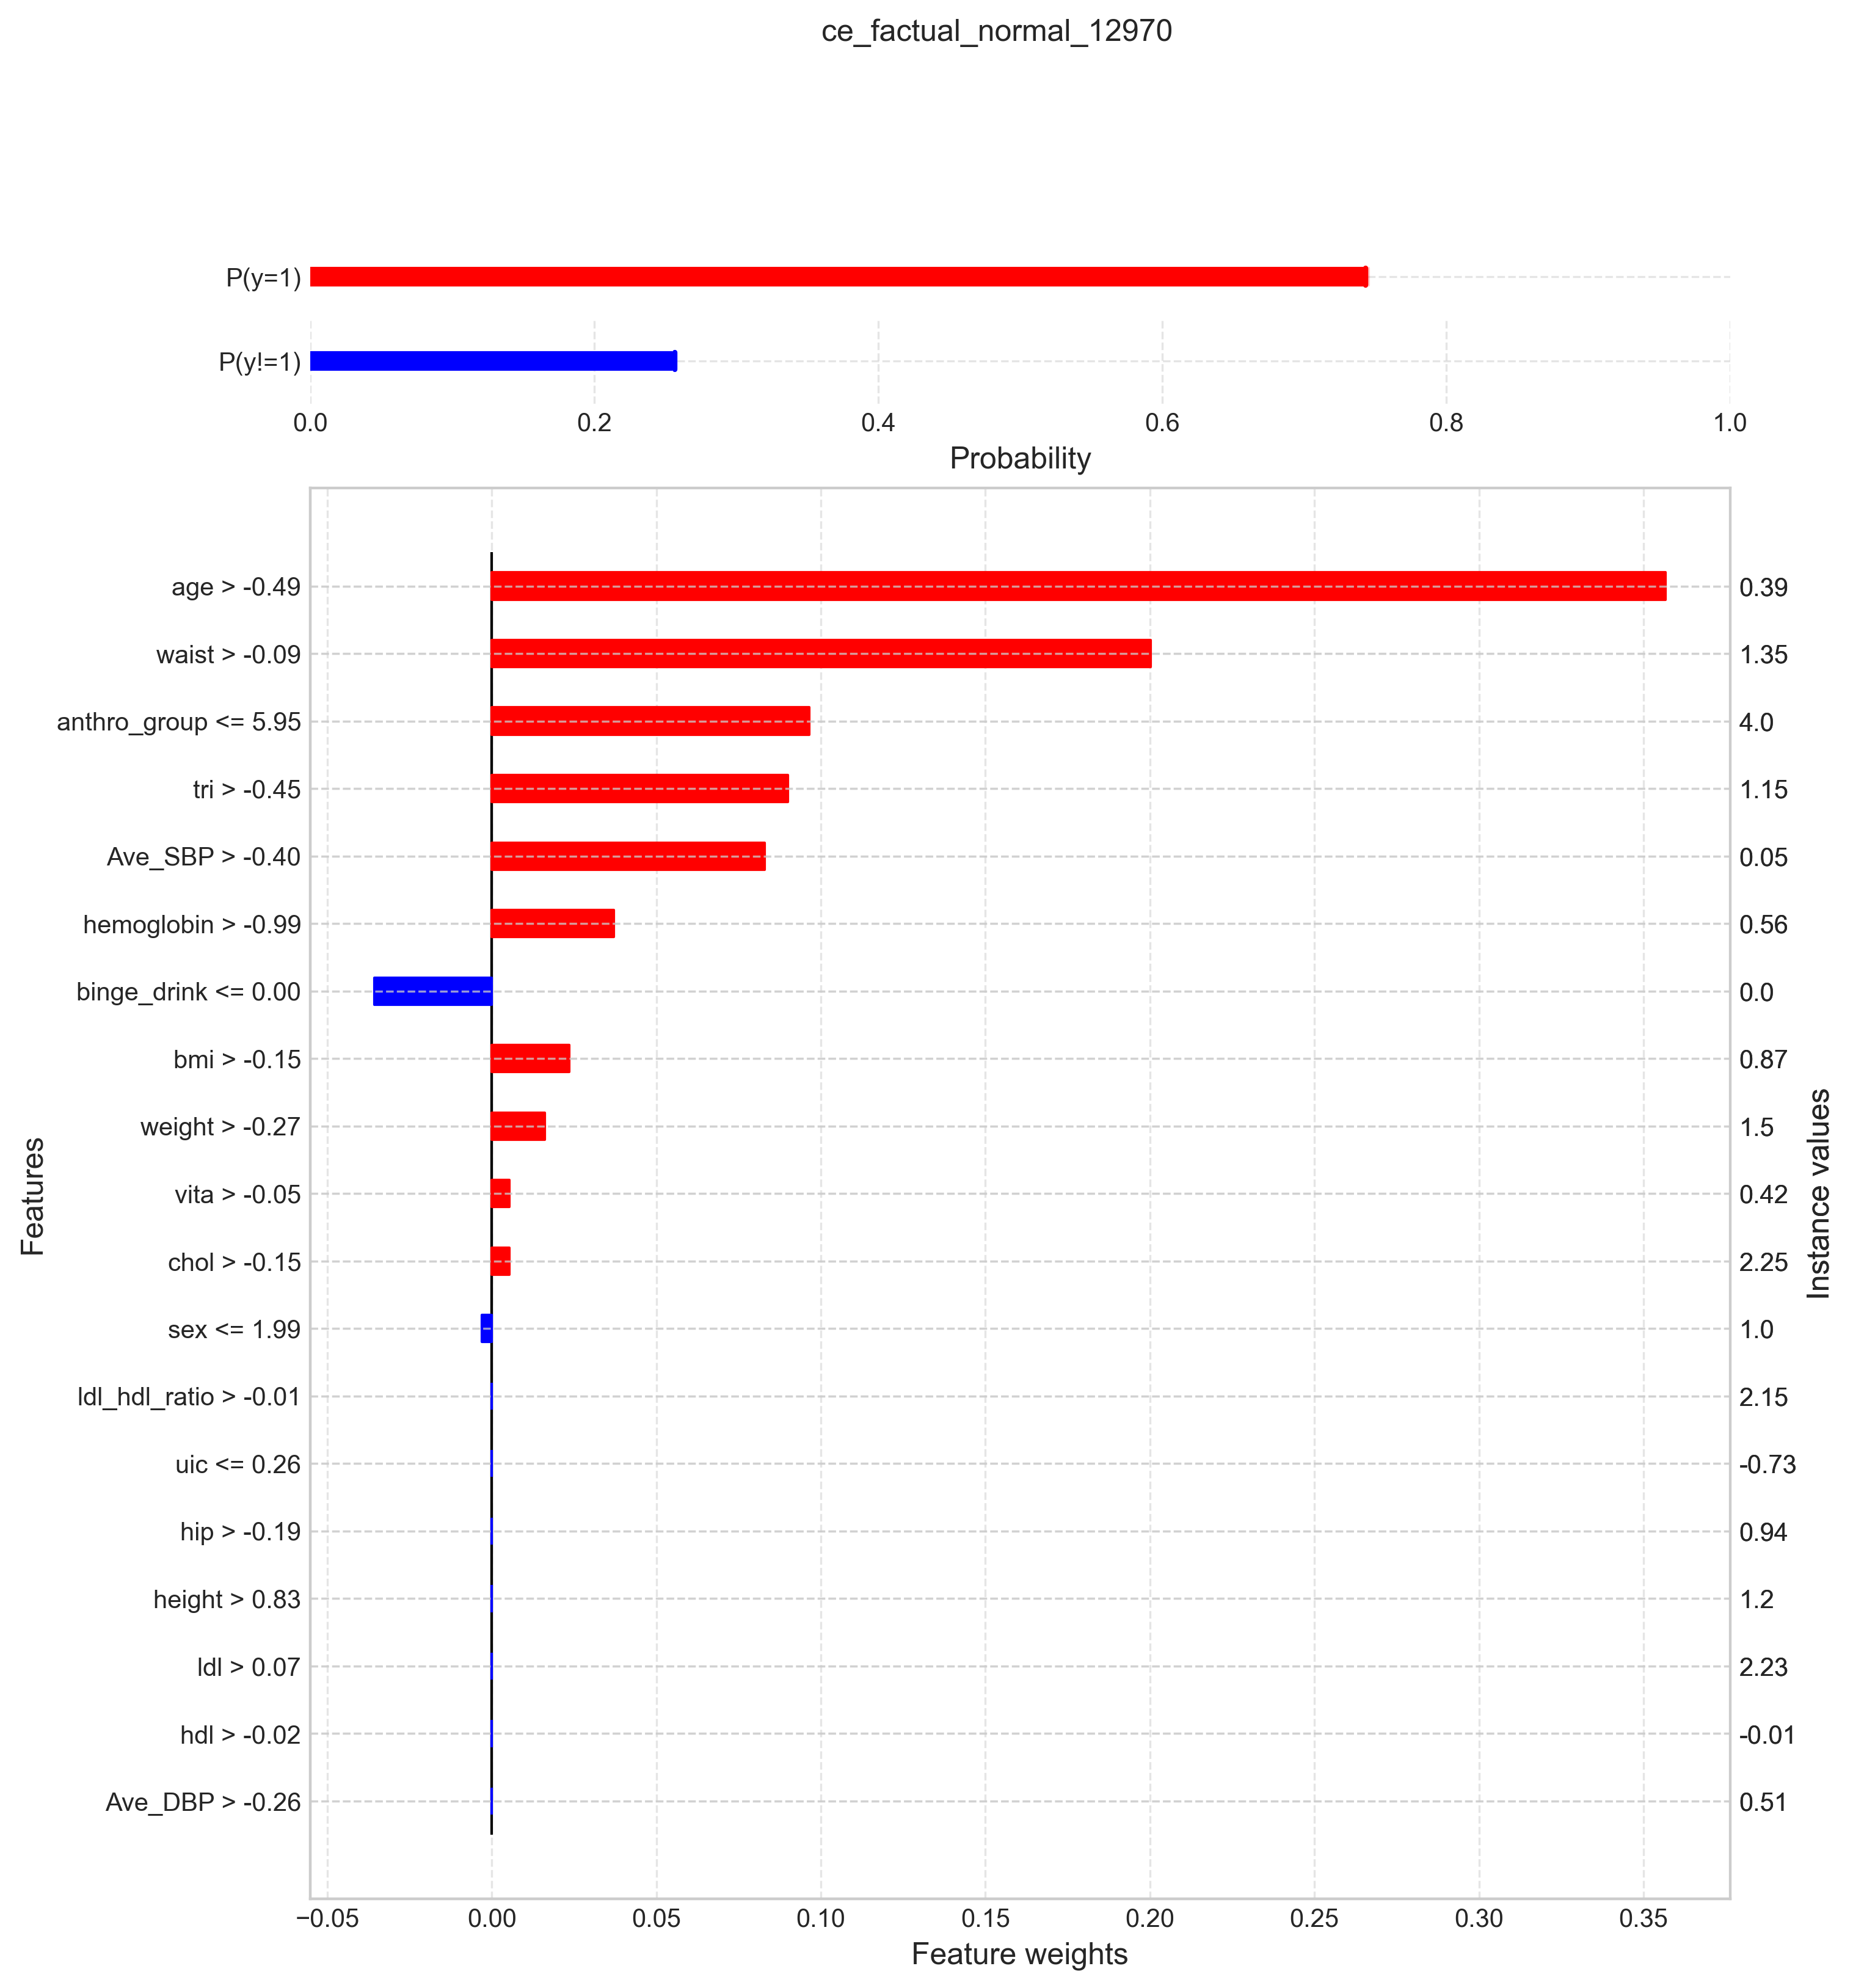 ce_factual_normal_12970
P(y=1)
P(y!=1)
0.0 0.2 0.4 0.6 0.8 1.0
Probability
age > -0.49 0.39
waist > -0.09 1.35
anthro_group <= 5.95 4.0
tri > -0.45 1.15
Ave_SBP > -0.40 0.05
hemoglobin > -0.99 0.56
binge_drink <= 0.00 0.0
bmi > -0.15 0.87
weight > -0.27 1.5
vita > -0.05 0.42
chol > -0.15 2.25
sex <= 1.99 1.0
ldl_hdl_ratio > -0.01 2.15
uic <= 0.26 -0.73
hip > -0.19 0.94
height > 0.83 1.2
ldl > 0.07 2.23
hdl > -0.02 -0.01
Ave_DBP > -0.26 0.51
Features
Instance values
−0.05 0.00 0.05 0.10 0.15 0.20 0.25 0.30 0.35
Feature weights